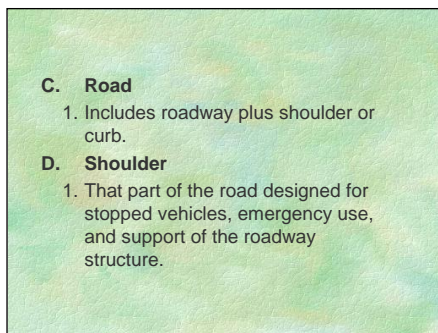 C. Road
1. Includes roadway plus shoulder or
curb.
D. Shoulder
1. That part of the road designed for
stopped vehicles, emergency use,
and support of the roadway
structure.